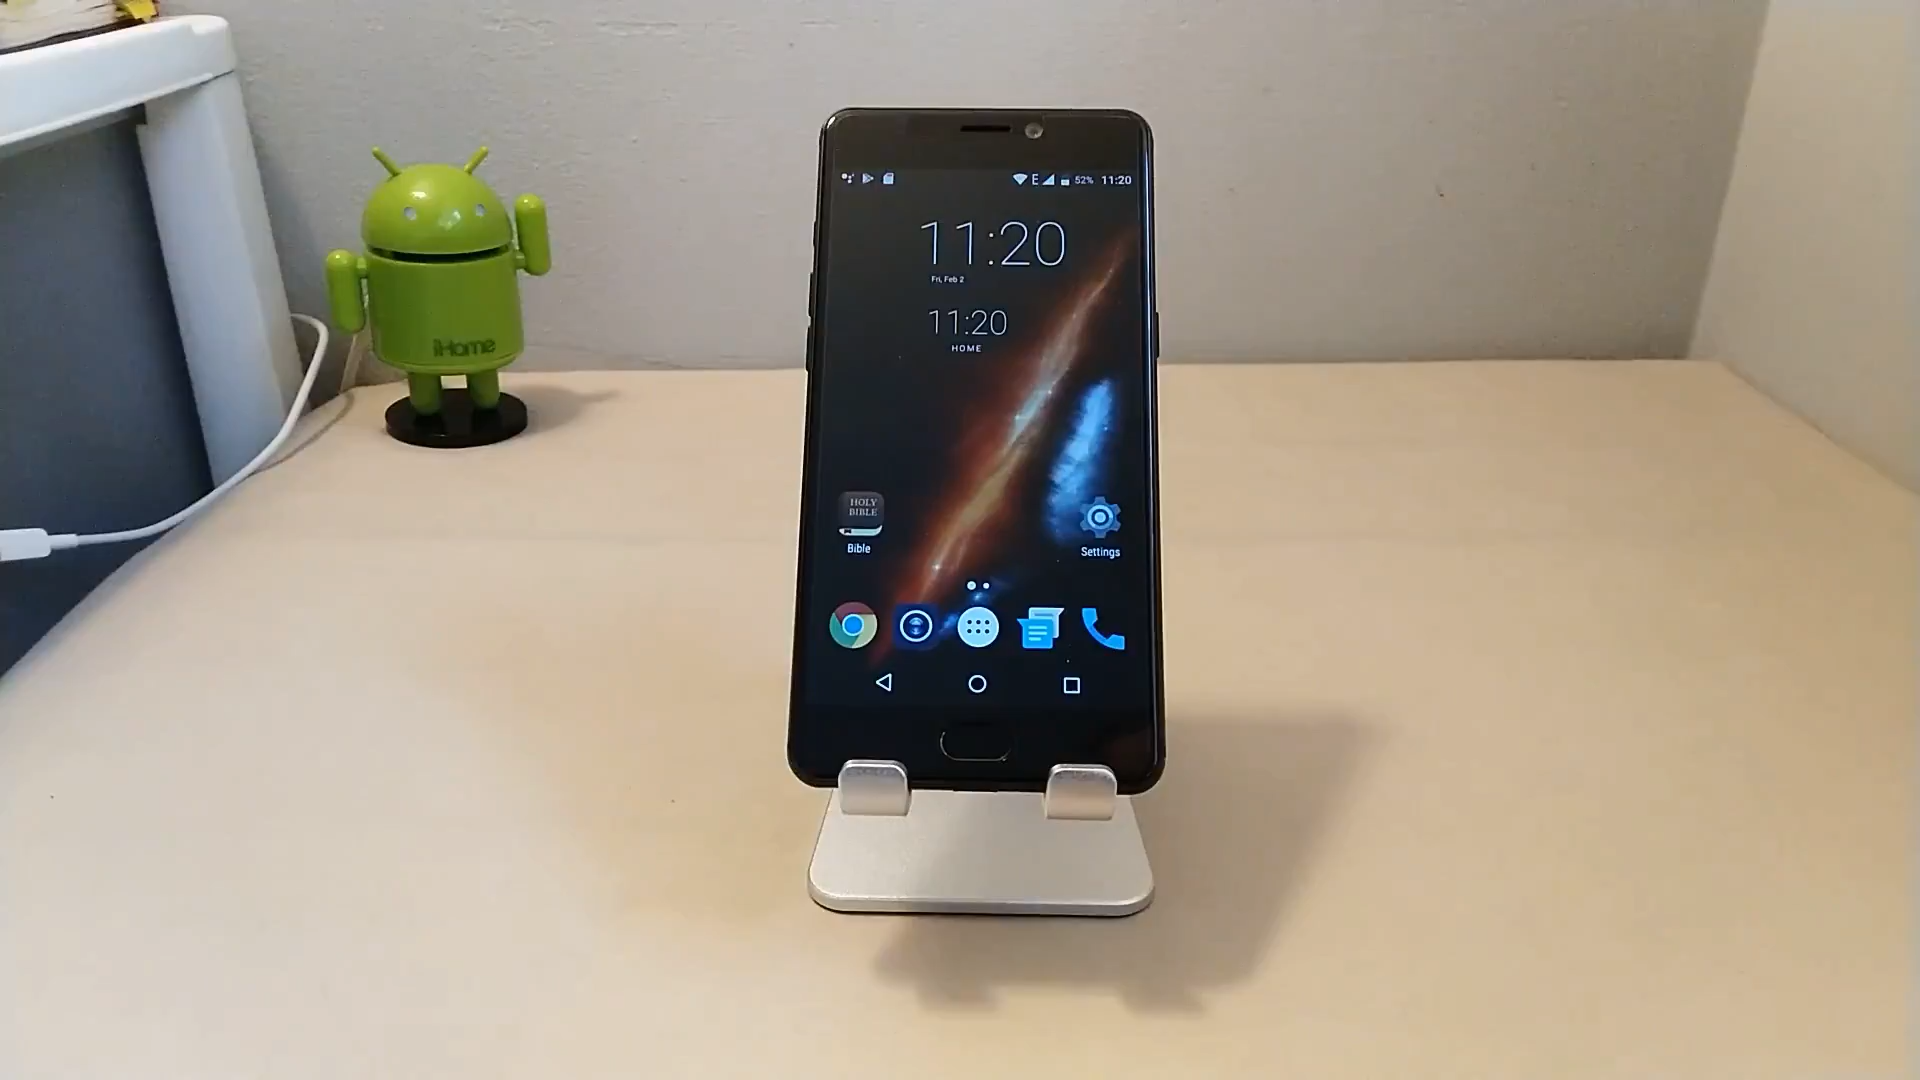 iHome
E 52% 11:20
11:20
Fri, Feb 2
11:20
HOME
HOLY
BIBLE
Bible
Settings